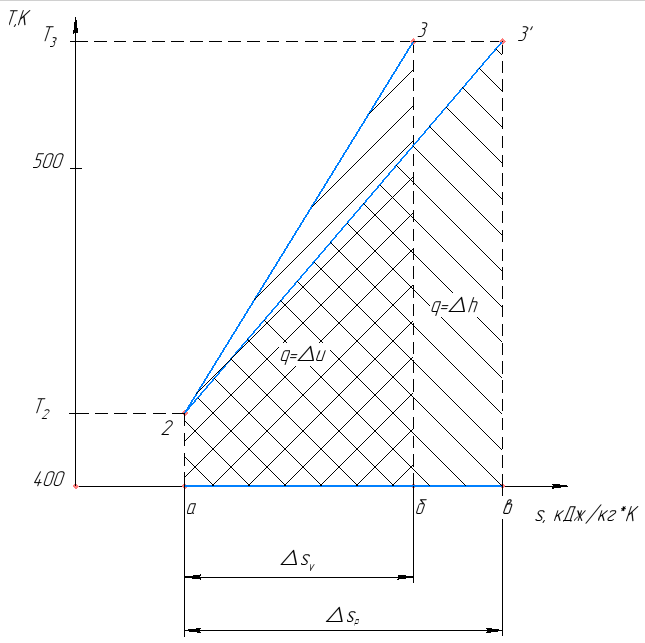 T,К
T₃
3
3'
500
q=Δh
q=Δu
T₂
2
400
а
б
в
s, кДж/кг*К
Δsᵥ
Δsₚ